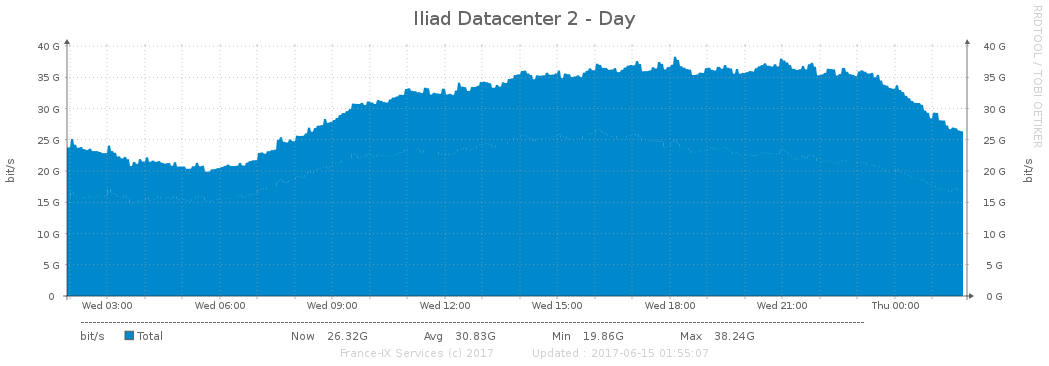 Iliad Datacenter 2 - Day
RRDTOOL / TOBI OETIKER
40 G 40 G
35 G 35 G
30 G 30 G
25 G 25 G
20 G 20 G
15 G 15 G
10 G 10 G
5 G 5 G
0 0 G
bit/s
bit/s
Wed 03:00 Wed 06:00 Wed 09:00 Wed 12:00 Wed 15:00 Wed 18:00 Wed 21:00 Thu 00:00
bit/s Total Now 26.32G Avg 30.83G Min 19.86G Max 38.24G
France-IX Services (c) 2017 Updated : 2017-06-15 01:55:07